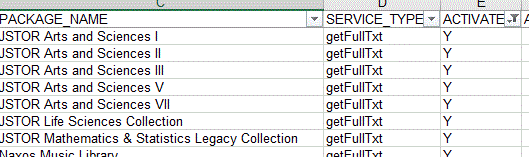 C D E
PACKAGE_NAME SERVICE_TYPE ACTIVATE
JSTOR Arts and Sciences I getFullTxt Y
JSTOR Arts and Sciences II getFullTxt Y
JSTOR Arts and Sciences III getFullTxt Y
JSTOR Arts and Sciences V getFullTxt Y
JSTOR Arts and Sciences VII getFullTxt Y
JSTOR Life Sciences Collection getFullTxt Y
JSTOR Mathematics & Statistics Legacy Collection getFullTxt Y
Naxos Music Library getFullTxt Y